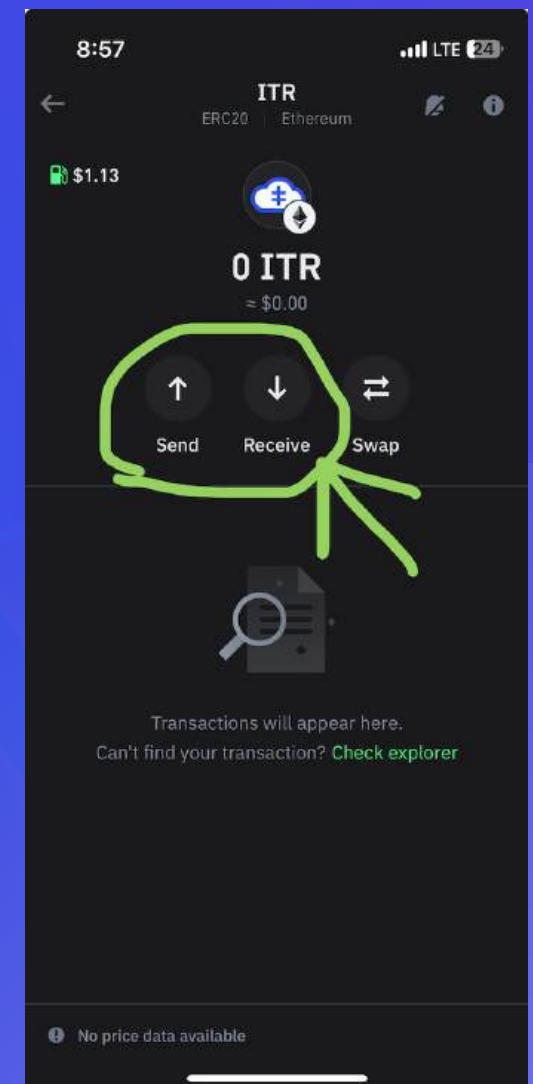 8:57 LTE 24
ITR
ERC20 | Ethereum
$1.13
0 ITR
≈ $0.00
Send Receive Swap
Transactions will appear here.
Can't find your transaction? Check explorer
No price data available